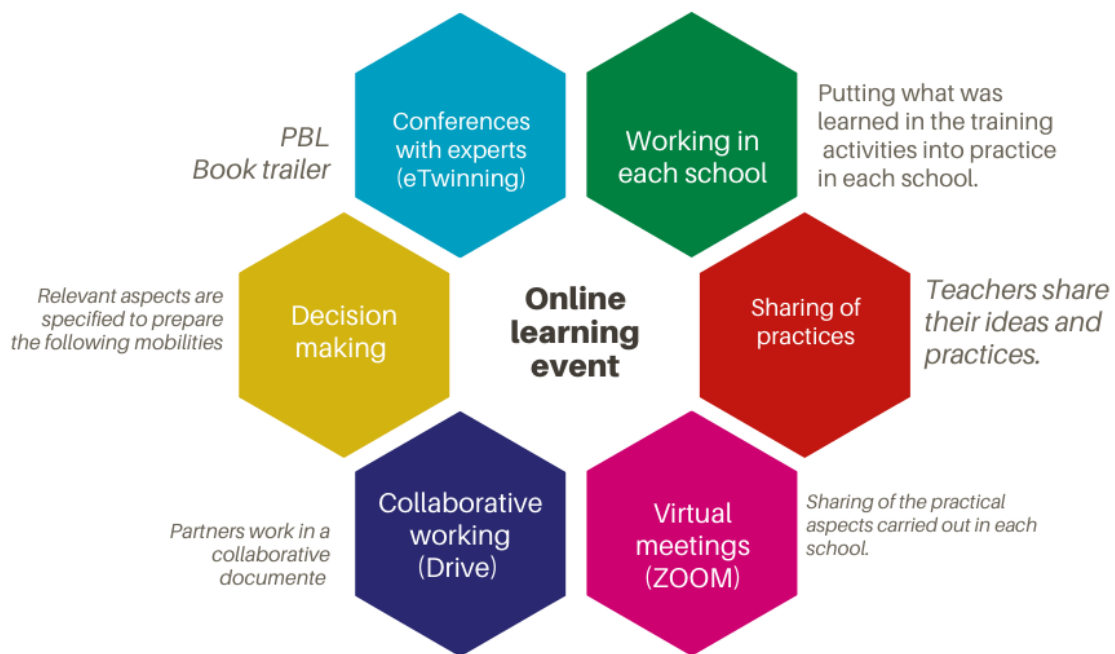 PBL
Book trailer
Conferences
with experts
(eTwinning)
Working in
each school
Putting what was
learned in the training
activities into practice
in each school.
Relevant aspects are
specified to prepare
the following mobilities
Decision
making
Online
learning
event
Sharing of
practices
Teachers share
their ideas and
practices.
Partners work in a
collaborative
documente
Collaborative
working
(Drive)
Virtual
meetings
(ZOOM)
Sharing of the practical
aspects carried out in each
school.